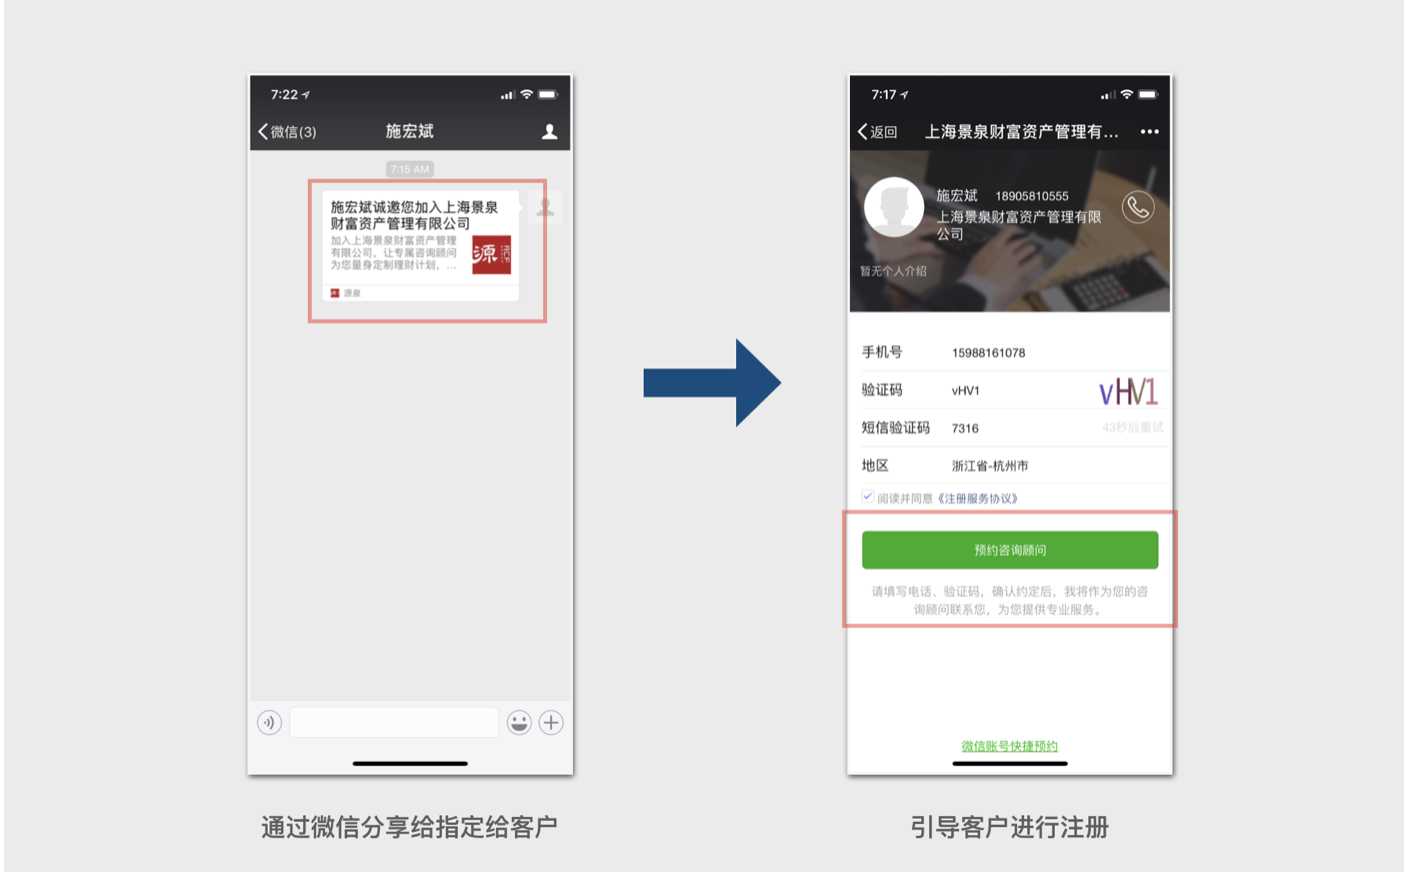 7:22
微信(3)
施宏斌
7:15 AM
施宏斌诚邀您加入上海景泉
财富资产管理有限公司
加入上海景泉财富资产管理
有限公司，让专属咨询顾问
为您量身定制理财计划，...
源
RCF
源泉
通过微信分享给指定给客户
7:17
返回
上海景泉财富资产管理有...
施宏斌 18905810555
上海景泉财富资产管理有限
公司
暂无个人介绍
手机号 15988161078
验证码 vHV1 vHV1
短信验证码 7316 43秒后重试
地区 浙江省-杭州市
阅读并同意《注册服务协议》
预约咨询顾问
请填写电话、验证码，确认约定后，我将作为您的咨
询顾问联系您，为您提供专业服务。
微信账号快捷预约
引导客户进行注册